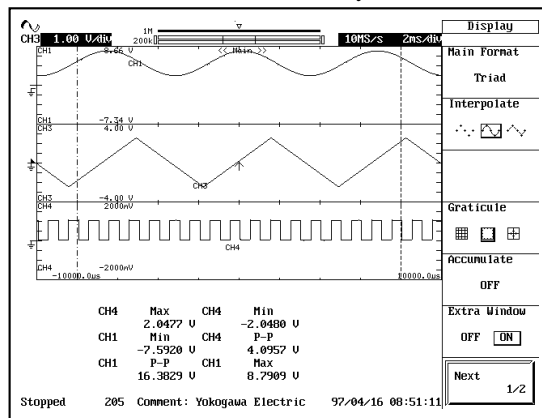 CH3 1.00 V/div
1M
200k
10MS/s 2ms/div
CH1 8.66 V
<< Main >>
CH1
CH1 -7.34 V
CH3 4.00 V
CH3
CH3 -4.00 V
CH4 2000mV
CH4
CH4 -2000mV
-10000.0us 10000.0us
CH4 Max CH4 Min
2.0477 V -2.0480 V
CH1 Min CH4 P-P
-7.5920 V 4.0957 V
CH1 P-P CH1 Max
16.3829 V 8.7909 V
Stopped 205 Comment: Yokogawa Electric 97/04/16 08:51:11
Display
Main Format
Triad
Interpolate
Graticule
Accumulate
OFF
Extra Window
OFF ON
Next
1/2